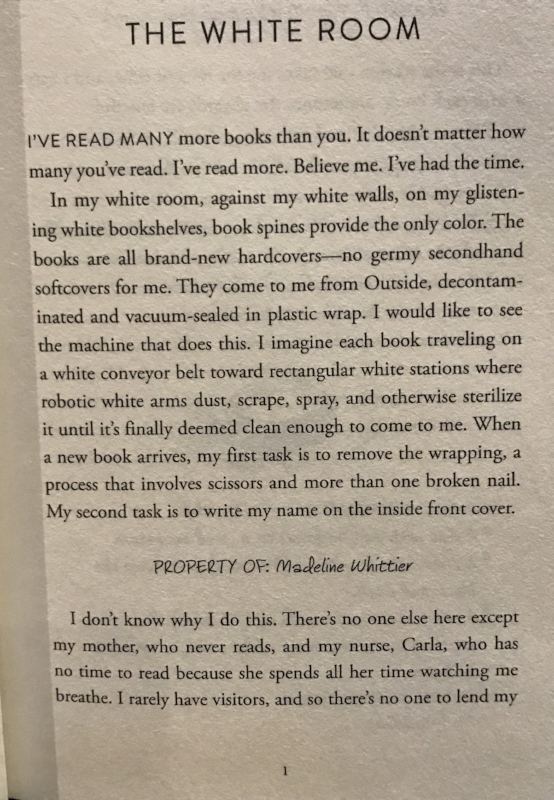 THE WHITE ROOM
I'VE READ MANY more books than you. It doesn't matter how
many you've read. I've read more. Believe me. I've had the time.
In my white room, against my white walls, on my glisten-
ing white bookshelves, book spines provide the only color. The
books are all brand-new hardcovers—no germy secondhand
softcovers for me. They come to me from Outside, decontam-
inated and vacuum-sealed in plastic wrap. I would like to see
the machine that does this. I imagine each book traveling on
a white conveyor belt toward rectangular white stations where
robotic white arms dust, scrape, spray, and otherwise sterilize
it until it's finally deemed clean enough to come to me. When
a new book arrives, my first task is to remove the wrapping, a
process that involves scissors and more than one broken nail.
My second task is to write my name on the inside front cover.
PROPERTY OF: Madeline Whittier
I don't know why I do this. There's no one else here except
my mother, who never reads, and my nurse, Carla, who has
no time to read because she spends all her time watching me
breathe. I rarely have visitors, and so there's no one to lend my
1